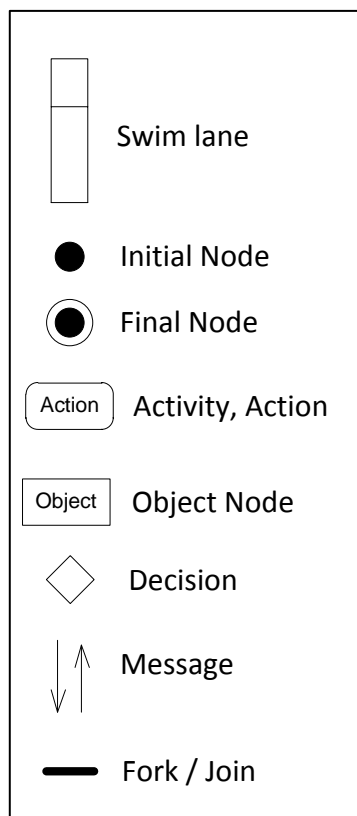 Swim lane
Initial Node
Final Node
Action Activity, Action
Object Object Node
Decision
Message
Fork / Join